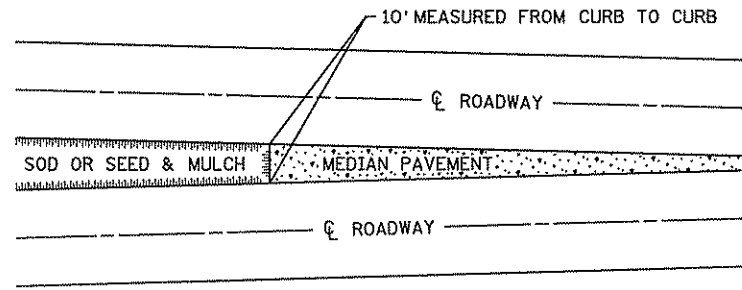 10' MEASURED FROM CURB TO CURB
℄ ROADWAY
SOD OR SEED & MULCH
MEDIAN PAVEMENT
℄ ROADWAY